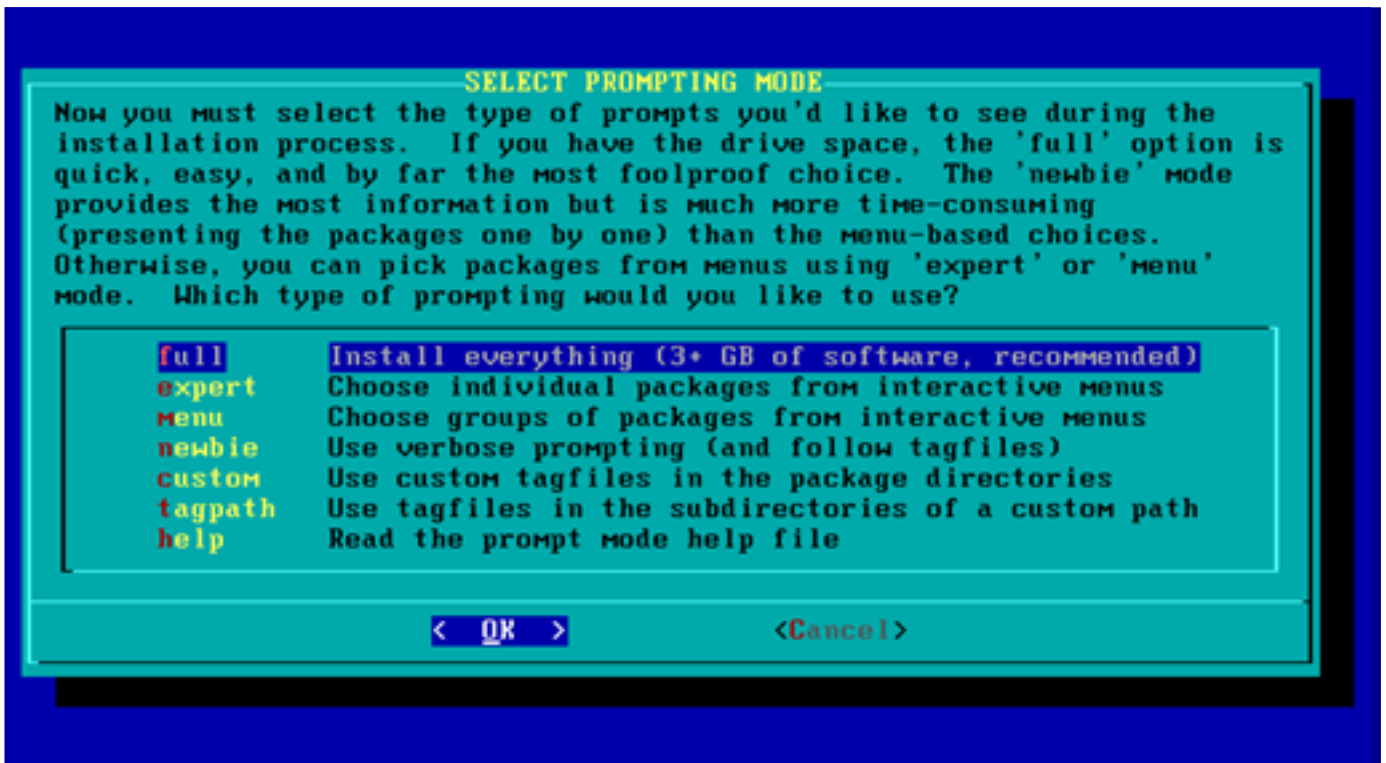 SELECT PROMPTING MODE
Now you must select the type of prompts you'd like to see during the
installation process.  If you have the drive space, the 'full' option is
quick, easy, and by far the most foolproof choice.  The 'newbie' mode
provides the most information but is much more time-consuming
(presenting the packages one by one) than the menu-based choices.
Otherwise, you can pick packages from menus using 'expert' or 'menu'
mode.  Which type of prompting would you like to use?
full Install everything (3+ GB of software, recommended)
expert Choose individual packages from interactive menus
menu Choose groups of packages from interactive menus
newbie Use verbose prompting (and follow tagfiles)
custom Use custom tagfiles in the package directories
tagpath Use tagfiles in the subdirectories of a custom path
help Read the prompt mode help file
< OK > <Cancel>